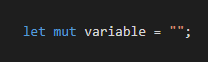 let mut variable = "";